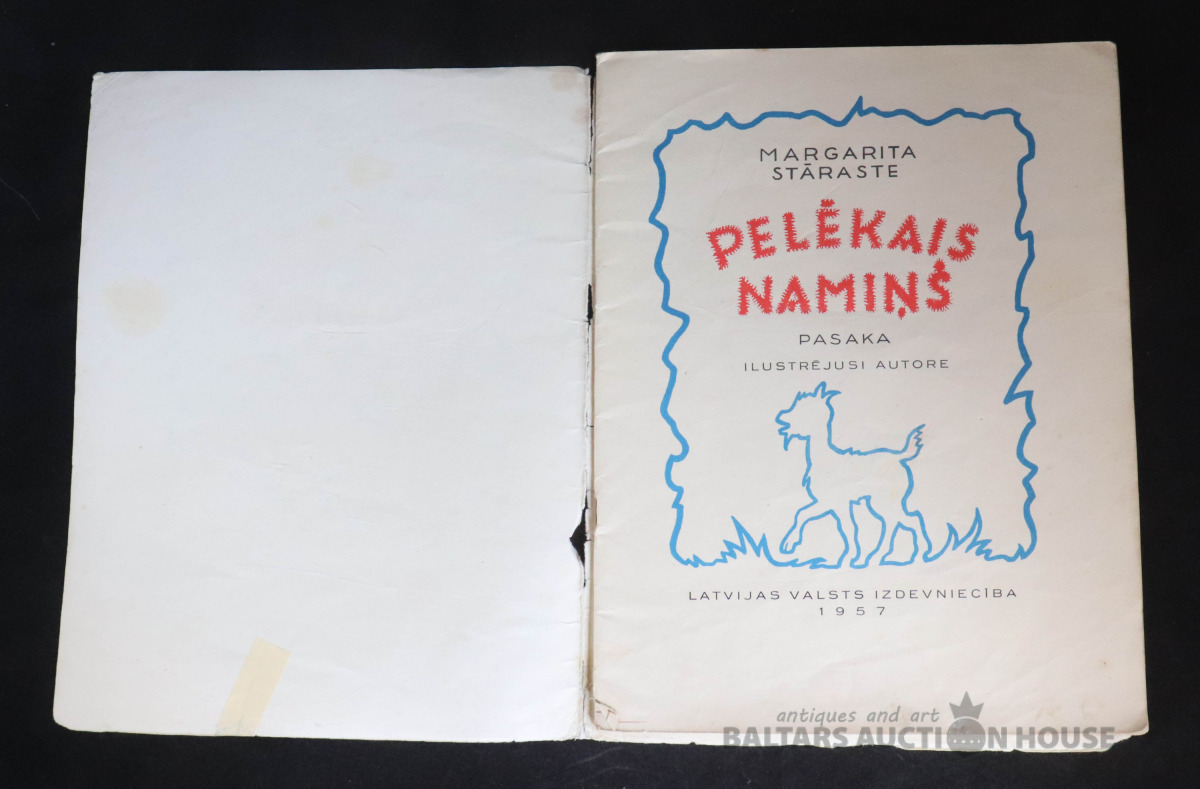 MARGARITA
STĀRASTE
PELĒKAIS
NAMIŅŠ
PASAKA
ILUSTRĒJUSI AUTORE
LATVIJAS VALSTS IZDEVNIECĪBA
1957
antiques and art
BALTARS AUCTION HOUSE